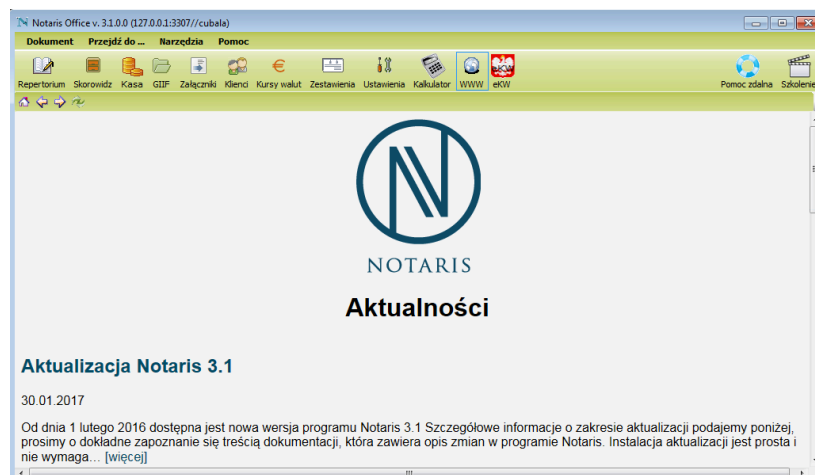 Notaris Office v. 3.1.0.0 (127.0.0.1:3307//cubala)
Dokument Przejdź do ... Narzędzia Pomoc
Repertorium Skorowidz Kasa GIIF Załączniki Klienci Kursy walut Zestawienia Ustawienia Kalkulator WWW eKW Pomoc zdalna Szkolenie
NOTARIS
Aktualności
Aktualizacja Notaris 3.1
30.01.2017
Od dnia 1 lutego 2016 dostępna jest nowa wersja programu Notaris 3.1 Szczegółowe informacje o zakresie aktualizacji podajemy poniżej,
prosimy o dokładne zapoznanie się treścią dokumentacji, która zawiera opis zmian w programie Notaris. Instalacja aktualizacji jest prosta i
nie wymaga… [więcej]